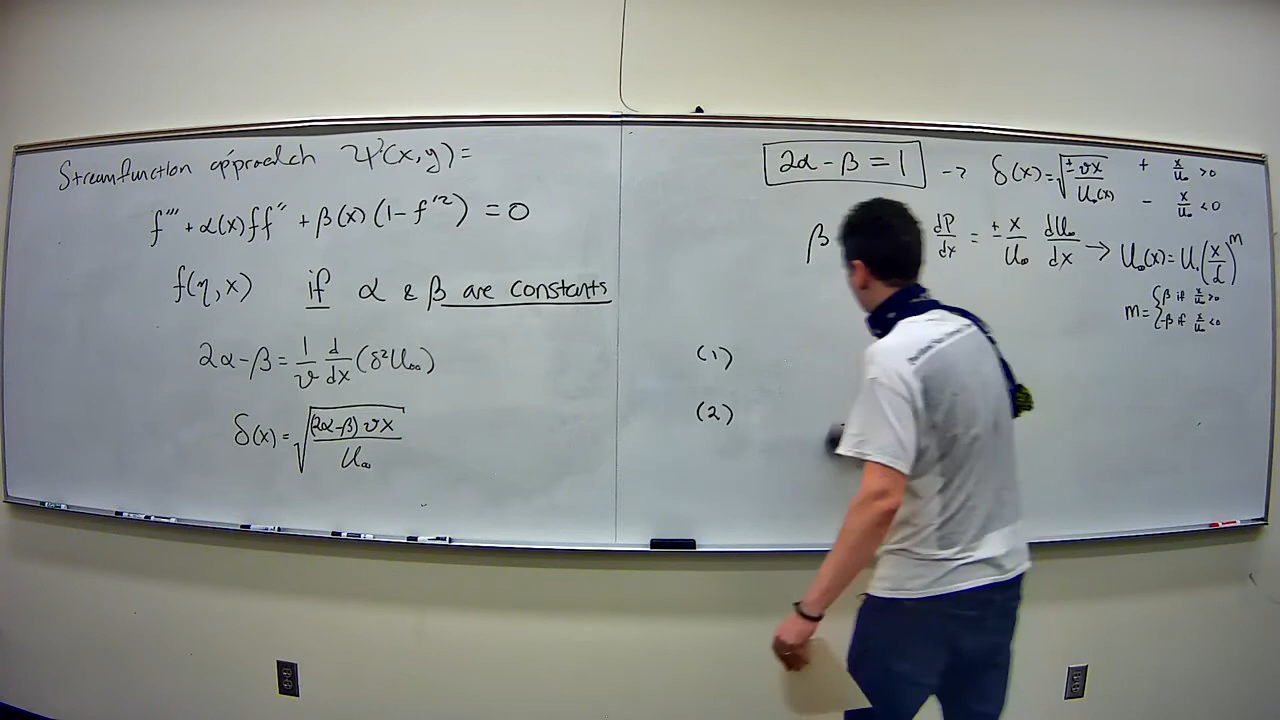 Streamfunction approach Ψ(x,y)=
f''' + α(x)ff'' + β(x)(1-f'²) = 0
f(η,x) if α & β are constants
2α-β = 1/ν d/dx (δ²U∞)
δ(x) = √((2α-β)νx / U∞)
2α-β = 1 → δ(x) = √(±νx / U∞(x)) + x/U∞ >0
- x/U∞ <0
β dP/dx = ±x/U∞ dU∞/dx → U∞(x) = U₁(x/L)^m
m = { β if x/U∞ >0
-β if x/U∞ <0
(1)
(2)